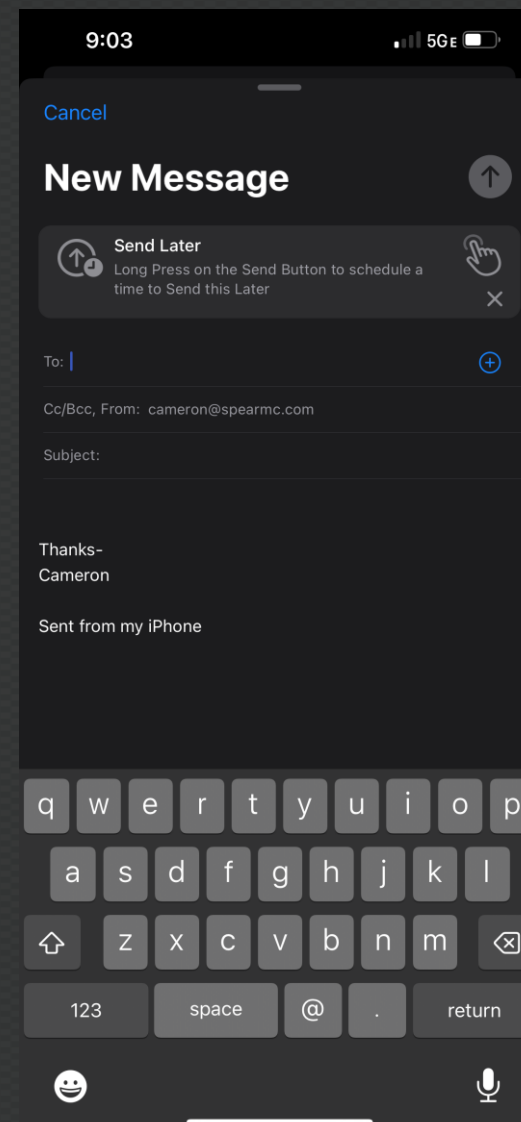 9:03
5GE
Cancel
New Message
Send Later
Long Press on the Send Button to schedule a
time to Send this Later
To:
Cc/Bcc, From: cameron@spearmc.com
Subject:
Thanks-
Cameron
Sent from my iPhone
q w e r t y u i o p
a s d f g h j k l
z x c v b n m
123 space @ . return